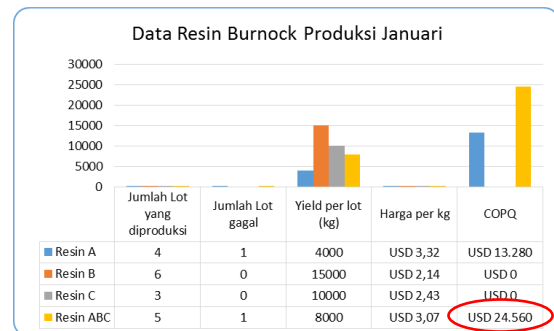 Data Resin Burnock Produksi Januari
30000
25000
20000
15000
10000
5000
0
Jumlah Lot yang diproduksi Jumlah Lot gagal Yield per lot (kg) Harga per kg COPQ
Resin A 4 1 4000 USD 3,32 USD 13.280
Resin B 6 0 15000 USD 2,14 USD 0
Resin C 3 0 10000 USD 2,43 USD 0
Resin ABC 5 1 8000 USD 3,07 USD 24.560